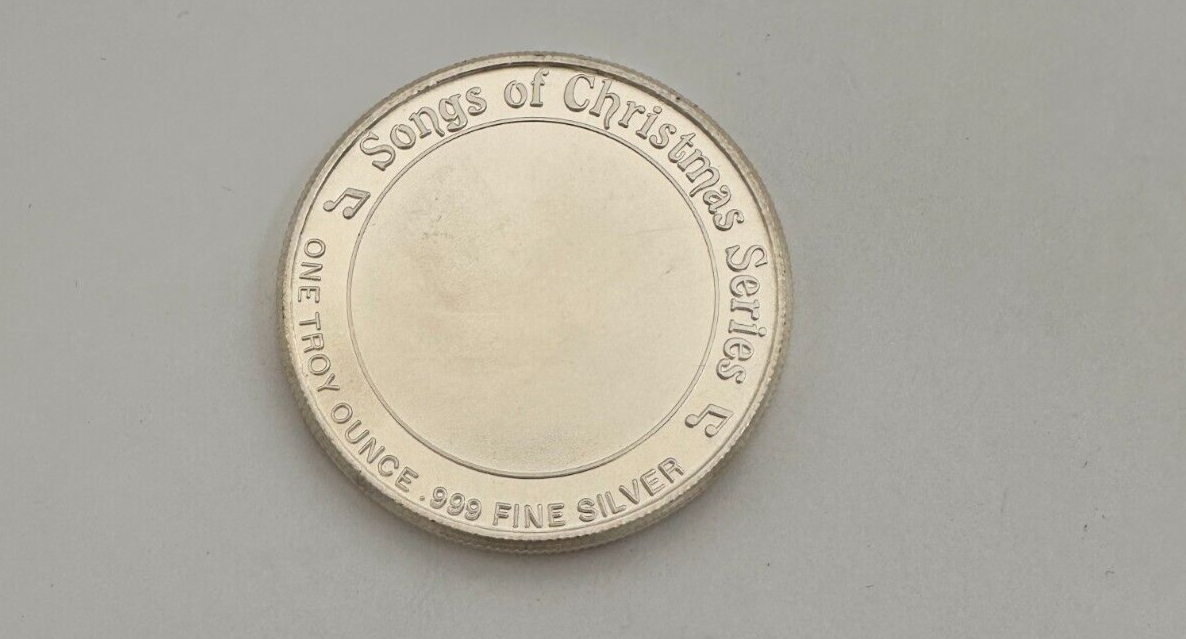 Songs of Christmas Series
ONE TROY OUNCE .999 FINE SILVER